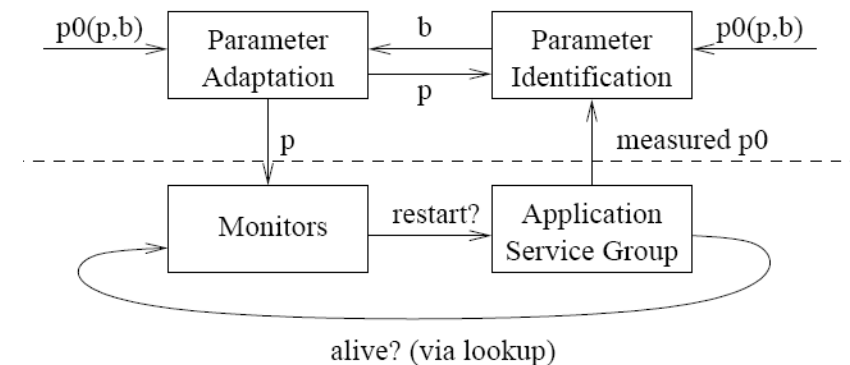 p0(p,b)
Parameter
Adaptation
b
p
Parameter
Identification
p0(p,b)
p
measured p0
Monitors
restart?
Application
Service Group
alive? (via lookup)